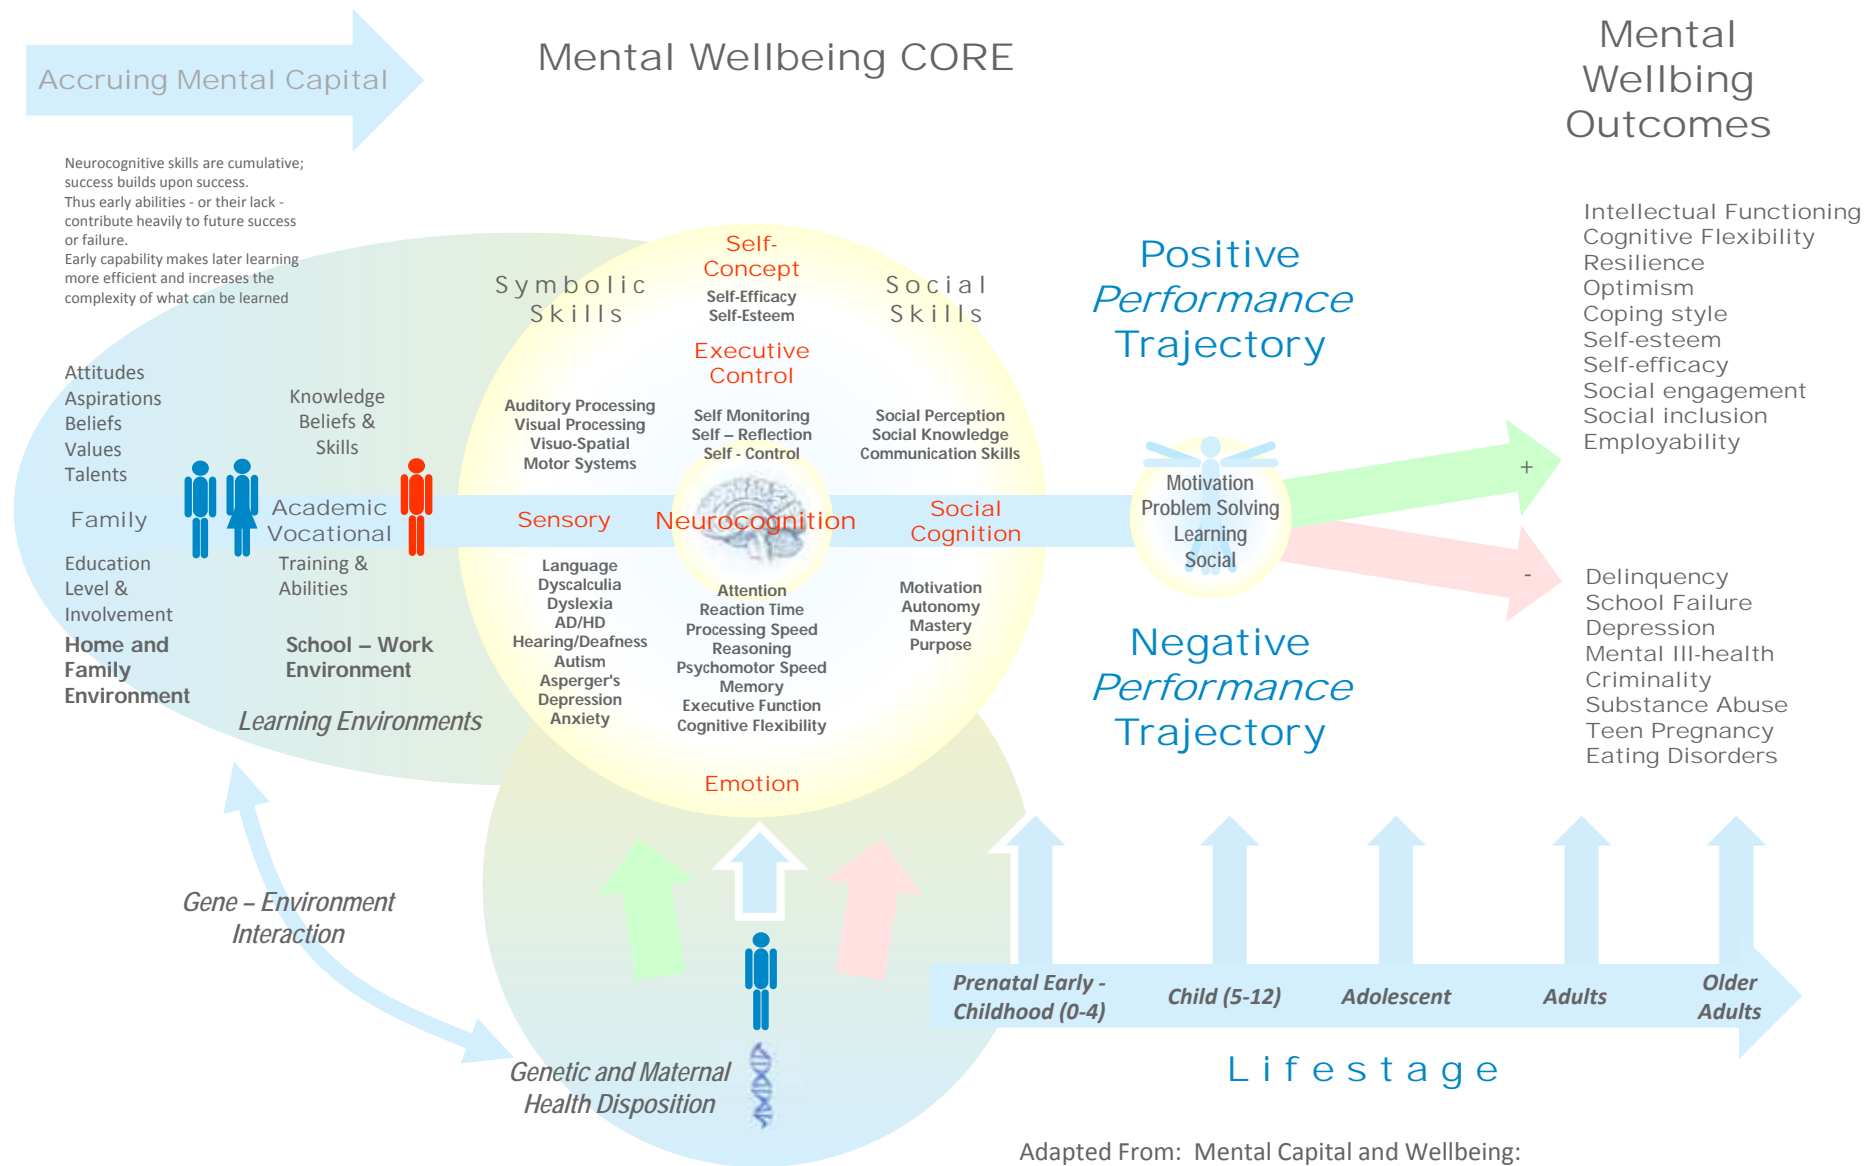 Accruing Mental Capital
Mental Wellbeing CORE
Mental
Wellbing
Outcomes
Neurocognitive skills are cumulative;
success builds upon success.
Thus early abilities - or their lack -
contribute heavily to future success
or failure.
Early capability makes later learning
more efficient and increases the
complexity of what can be learned
Attitudes
Aspirations
Beliefs
Values
Talents
Family
Education
Level &
Involvement
Home and
Family
Environment
Knowledge
Beliefs &
Skills
Academic
Vocational
Training &
Abilities
School – Work
Environment
Learning Environments
Symbolic
Skills
Auditory Processing
Visual Processing
Visuo-Spatial
Motor Systems
Sensory
Language
Dyscalculia
Dyslexia
AD/HD
Hearing/Deafness
Autism
Asperger's
Depression
Anxiety
Self-
Concept
Self-Efficacy
Self-Esteem
Executive
Control
Self Monitoring
Self – Reflection
Self - Control
Neurocognition
Attention
Reaction Time
Processing Speed
Reasoning
Psychomotor Speed
Memory
Executive Function
Cognitive Flexibility
Emotion
Social
Skills
Social Perception
Social Knowledge
Communication Skills
Social
Cognition
Motivation
Autonomy
Mastery
Purpose
Positive
Performance
Trajectory
Motivation
Problem Solving
Learning
Social
Negative
Performance
Trajectory
+
-
Intellectual Functioning
Cognitive Flexibility
Resilience
Optimism
Coping style
Self-esteem
Self-efficacy
Social engagement
Social inclusion
Employability
Delinquency
School Failure
Depression
Mental Ill-health
Criminality
Substance Abuse
Teen Pregnancy
Eating Disorders
Gene – Environment
Interaction
Genetic and Maternal
Health Disposition
Prenatal Early -
Childhood (0-4)
Child (5-12)
Adolescent
Adults
Older
Adults
Lifestage
Adapted From: Mental Capital and Wellbeing: